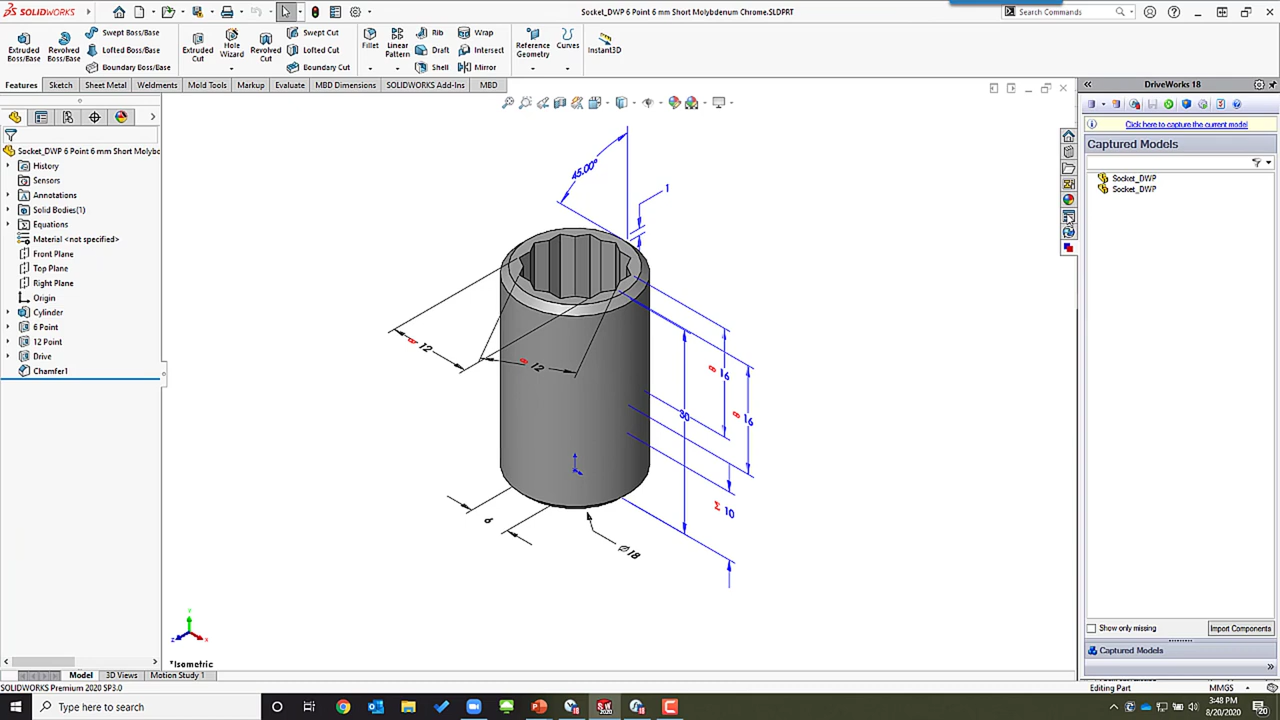 SOLIDWORKS
Socket_DWP 6 Point 6 mm Short Molybdenum Chrome.SLDPRT
Search Commands
Extruded Boss/Base
Revolved Boss/Base
Swept Boss/Base
Lofted Boss/Base
Boundary Boss/Base
Extruded Cut
Hole Wizard
Revolved Cut
Swept Cut
Lofted Cut
Boundary Cut
Fillet
Linear Pattern
Rib
Draft
Shell
Wrap
Intersect
Mirror
Reference Geometry
Curves
Instant3D
Features
Sketch
Sheet Metal
Weldments
Mold Tools
Markup
Evaluate
MBD Dimensions
SOLIDWORKS Add-Ins
MBD
Socket_DWP 6 Point 6 mm Short Molybd
History
Sensors
Annotations
Solid Bodies(1)
Equations
Material <not specified>
Front Plane
Top Plane
Right Plane
Origin
Cylinder
6 Point
12 Point
Drive
Chamfer1
45.00°
1
12
12
16
16
30
Σ 10
6
⌀18
*Isometric
DriveWorks 18
Click here to capture the current model
Captured Models
Socket_DWP
Socket_DWP
Show only missing
Import Components
Captured Models
Model
3D Views
Motion Study 1
SOLIDWORKS Premium 2020 SP3.0
Editing Part
MMGS
Type here to search
3:48 PM
8/20/2020